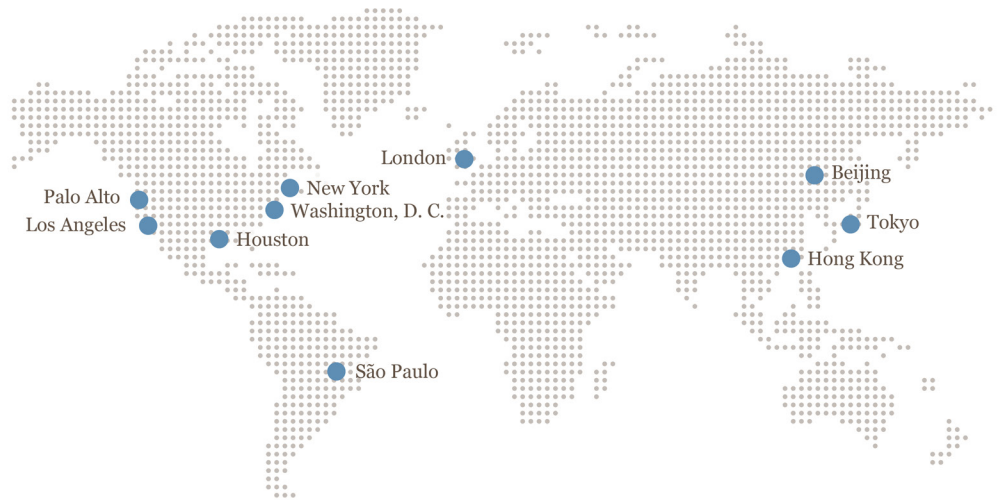 London
Beijing
New York
Palo Alto
Washington, D. C.
Los Angeles
Tokyo
Houston
Hong Kong
São Paulo